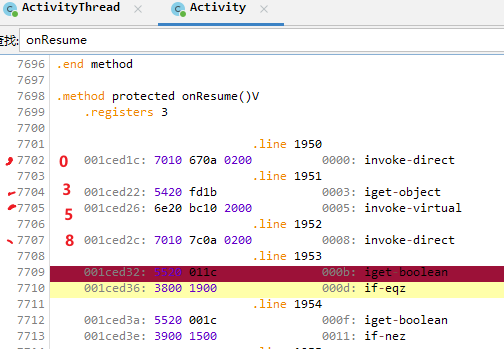 ActivityThread Activity
查找: onResume
7696 .end method
7697
7698 .method protected onResume()V
7699 .registers 3
7700
7701 .line 1950
7702 0 001ced1c: 7010 670a 0200 0000: invoke-direct
7703 .line 1951
7704 3 001ced22: 5420 fd1b 0003: iget-object
7705 5 001ced26: 6e20 bc10 2000 0005: invoke-virtual
7706 .line 1952
7707 8 001ced2c: 7010 7c0a 0200 0008: invoke-direct
7708 .line 1953
7709 001ced32: 5520 011c 000b: iget-boolean
7710 001ced36: 3800 1900 000d: if-eqz
7711 .line 1954
7712 001ced3a: 5520 001c 000f: iget-boolean
7713 001ced3e: 3900 1500 0011: if-nez